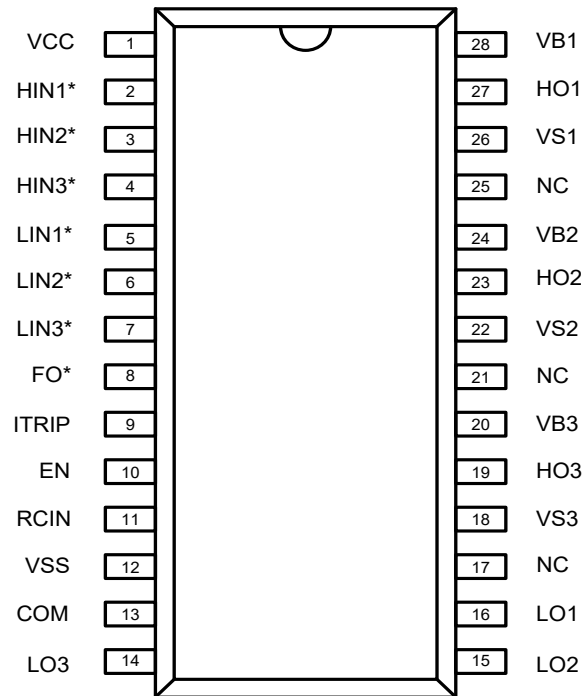 VCC 1 28 VB1
HIN1* 2 27 HO1
HIN2* 3 26 VS1
HIN3* 4 25 NC
LIN1* 5 24 VB2
LIN2* 6 23 HO2
LIN3* 7 22 VS2
FO* 8 21 NC
ITRIP 9 20 VB3
EN 10 19 HO3
RCIN 11 18 VS3
VSS 12 17 NC
COM 13 16 LO1
LO3 14 15 LO2